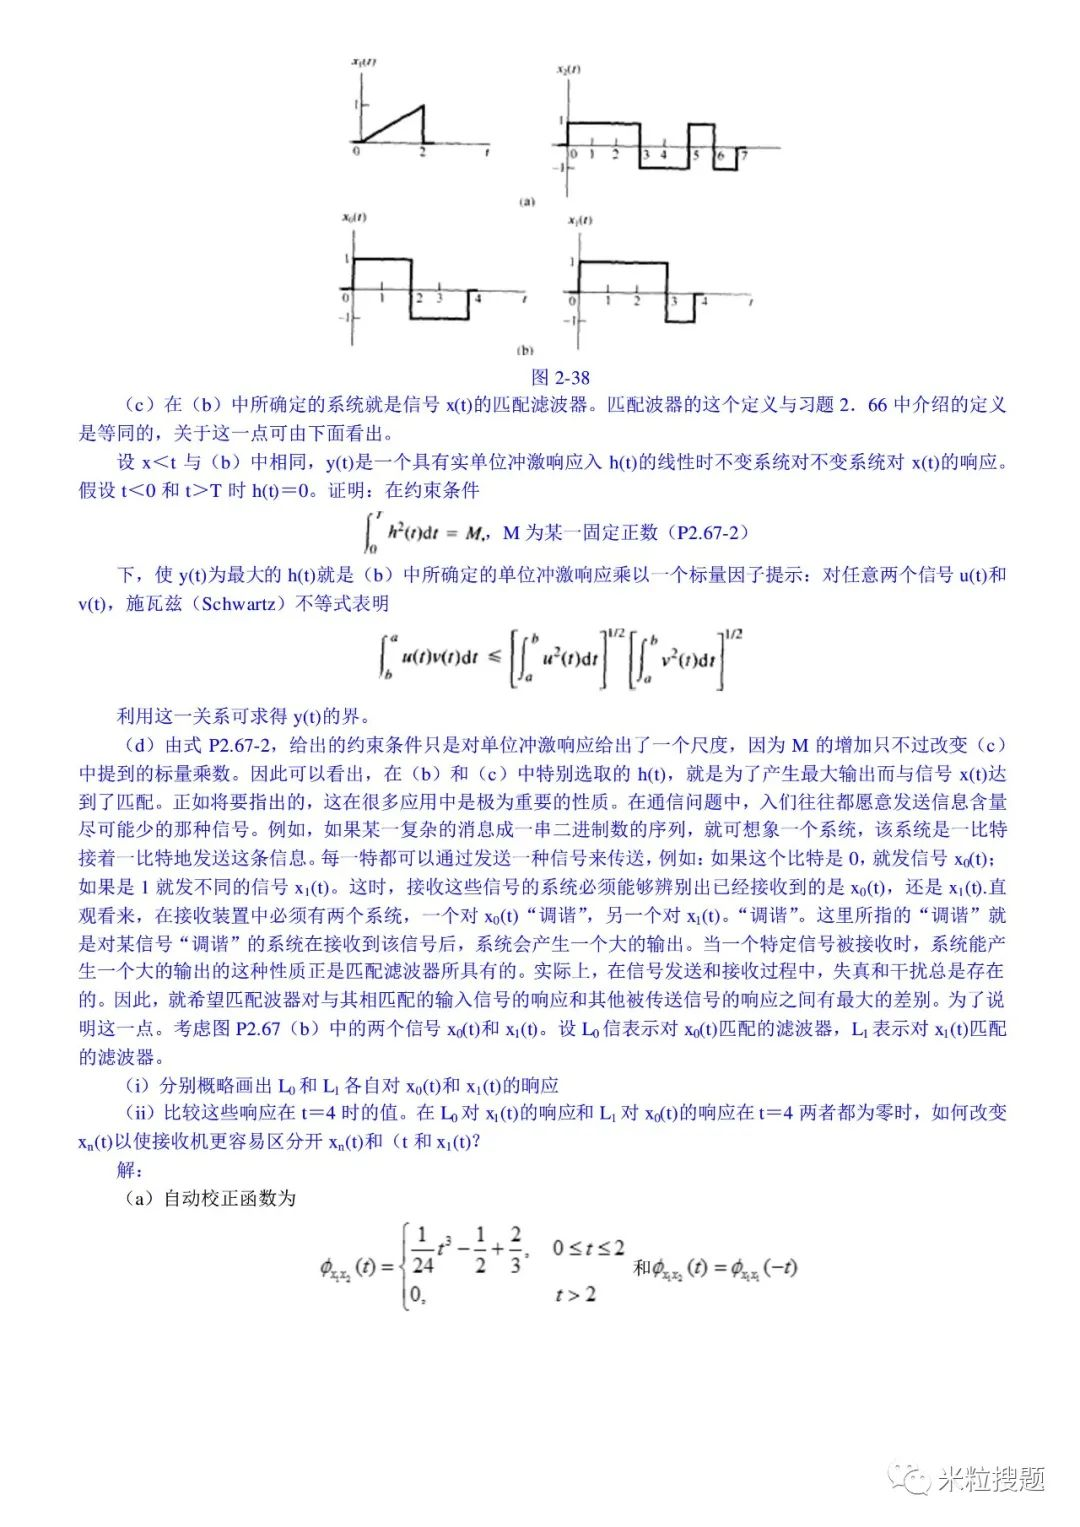 x₁(t)
x₂(t)
1
0
2
t
1
0
1
2
3
4
5
6
7
-1
(a)
x₀(t)
x₁(t)
1
0
1
2
3
4
t
-1
1
0
1
2
3
4
t
-1
(b)
图 2-38
（c）在（b）中所确定的系统就是信号 x(t)的匹配滤波器。匹配波器的这个定义与习题 2．66 中介绍的定义
是等同的，关于这一点可由下面看出。
设 x＜t 与（b）中相同，y(t)是一个具有实单位冲激响应入 h(t)的线性时不变系统对不变系统对 x(t)的响应。
假设 t＜0 和 t＞T 时 h(t)＝0。证明：在约束条件
∫₀ᵀ h²(t)dt = M,，M 为某一固定正数（P2.67-2）
下，使 y(t)为最大的 h(t)就是（b）中所确定的单位冲激响应乘以一个标量因子提示：对任意两个信号 u(t)和
v(t)，施瓦兹（Schwartz）不等式表明
∫_b^a u(t)v(t)dt ≤ [∫_a^b u²(t)dt]^{1/2} [∫_a^b v²(t)dt]^{1/2}
利用这一关系可求得 y(t)的界。
（d）由式 P2.67-2，给出的约束条件只是对单位冲激响应给出了一个尺度，因为 M 的增加只不过改变（c）
中提到的标量乘数。因此可以看出，在（b）和（c）中特别选取的 h(t)，就是为了产生最大输出而与信号 x(t)达
到了匹配。正如将要指出的，这在很多应用中是极为重要的性质。在通信问题中，入们往往都愿意发送信息含量
尽可能少的那种信号。例如，如果某一复杂的消息成一串二进制数的序列，就可想象一个系统，该系统是一比特
接着一比特地发送这条信息。每一特都可以通过发送一种信号来传送，例如：如果这个比特是 0，就发信号 x₀(t)；
如果是 1 就发不同的信号 x₁(t)。这时，接收这些信号的系统必须能够辨别出已经接收到的是 x₀(t)，还是 x₁(t).直
观看来，在接收装置中必须有两个系统，一个对 x₀(t)“调谐”，另一个对 x₁(t)。“调谐”。这里所指的“调谐”就
是对某信号“调谐”的系统在接收到该信号后，系统会产生一个大的输出。当一个特定信号被接收时，系统能产
生一个大的输出的这种性质正是匹配滤波器所具有的。实际上，在信号发送和接收过程中，失真和干扰总是存在
的。因此，就希望匹配波器对与其相匹配的输入信号的响应和其他被传送信号的响应之间有最大的差别。为了说
明这一点。考虑图 P2.67（b）中的两个信号 x₀(t)和 x₁(t)。设 L₀信表示对 x₀(t)匹配的滤波器，L₁表示对 x₁(t)匹配
的滤波器。
（i）分别概略画出 L₀和 L₁各自对 x₀(t)和 x₁(t)的响应
（ii）比较这些响应在 t＝4 时的值。在 L₀对 x₁(t)的响应和 L₁对 x₀(t)的响应在 t＝4 两者都为零时，如何改变
xₙ(t)以使接收机更容易区分开 xₙ(t)和（t 和 x₁(t)?
解：
（a）自动校正函数为
ϕ_{x₁x₂}(t) = { 1/24 t³ − 1/2 + 2/3, 0 ≤ t ≤ 2
0, t > 2 和ϕ_{x₁x₂}(t) = ϕ_{x₁x₁}(−t)
米粒搜题